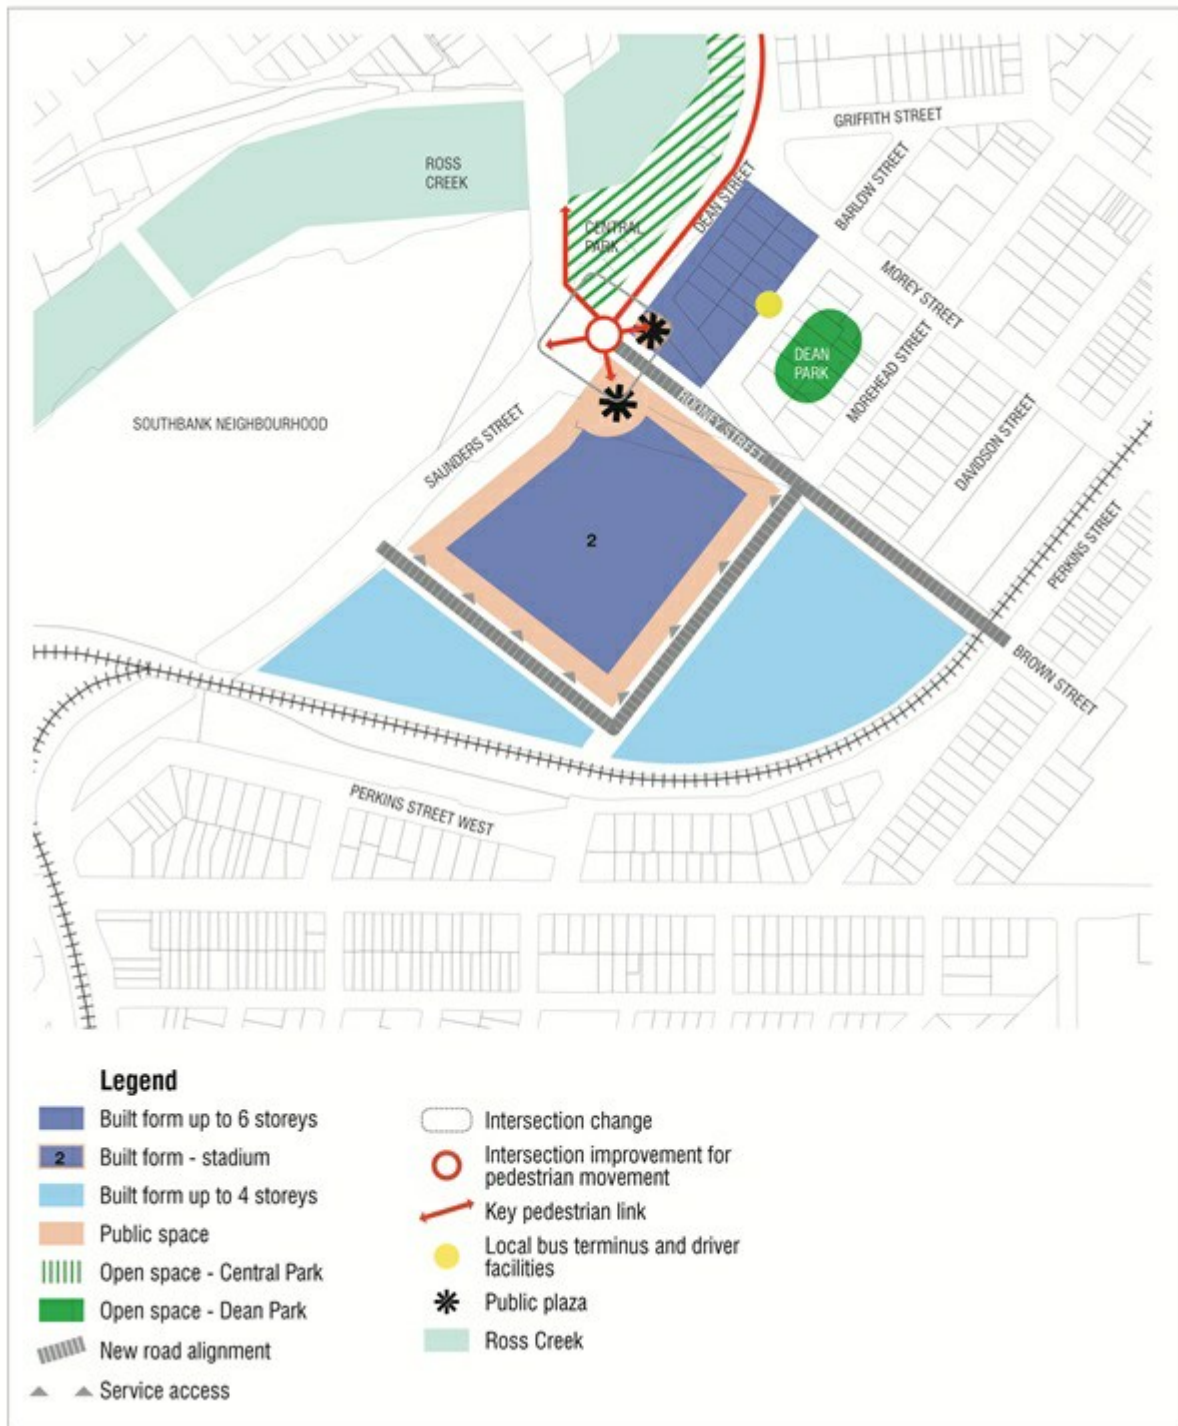 GRIFFITH STREET
ROSS
CREEK
BARLOW STREET
DEAN STREET
CENTRAL
PARK
MOREY STREET
DEAN
PARK
MOREHEAD STREET
ROONEY STREET
SOUTHBANK NEIGHBOURHOOD
SAUNDERS STREET
DAVIDSON STREET
PERKINS STREET
2
BROWN STREET
PERKINS STREET WEST
Legend
Built form up to 6 storeys
2 Built form - stadium
Built form up to 4 storeys
Public space
Open space - Central Park
Open space - Dean Park
New road alignment
Service access
Intersection change
Intersection improvement for
pedestrian movement
Key pedestrian link
Local bus terminus and driver
facilities
Public plaza
Ross Creek